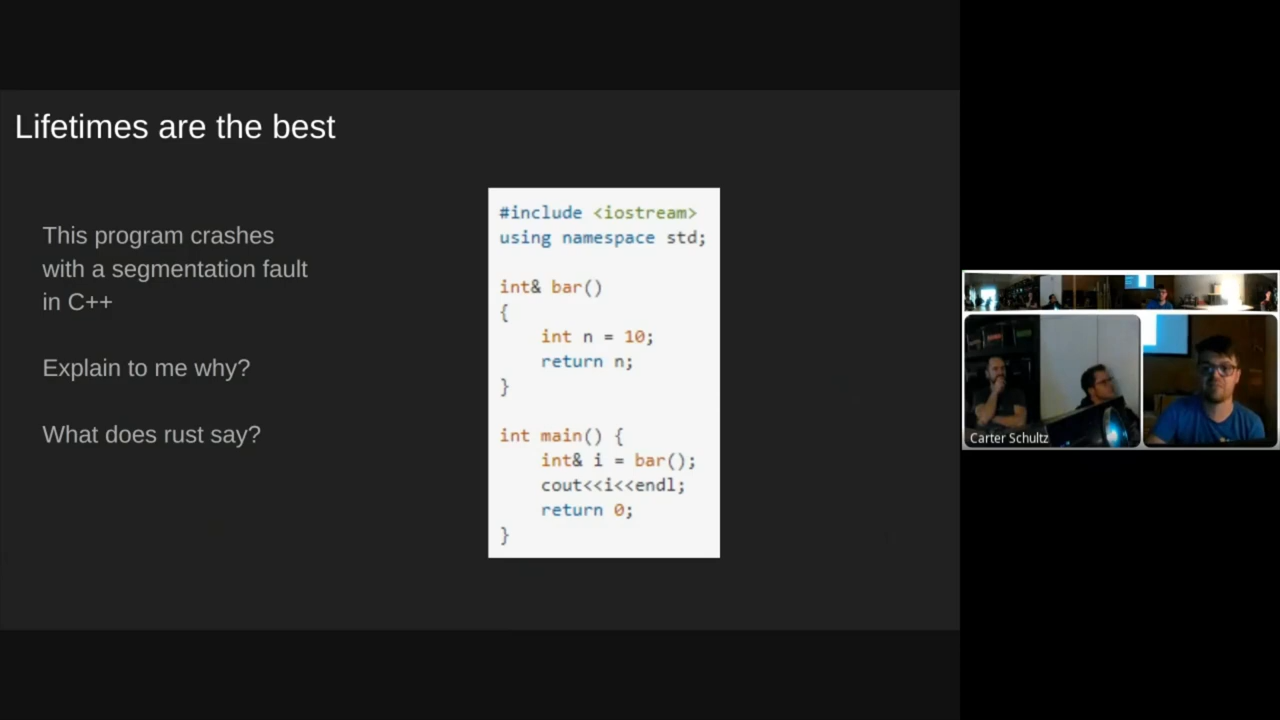 Lifetimes are the best
This program crashes
with a segmentation fault
in C++
Explain to me why?
What does rust say?
#include <iostream>
using namespace std;
int& bar()
{
    int n = 10;
    return n;
}
int main() {
    int& i = bar();
    cout<<i<<endl;
    return 0;
}
Carter Schultz